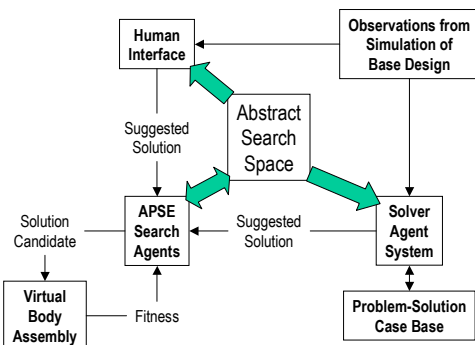 Human
Interface
Observations from
Simulation of
Base Design
Abstract
Search
Space
Suggested
Solution
Solution
Candidate
APSE
Search
Agents
Suggested
Solution
Solver
Agent
System
Virtual
Body
Assembly
Fitness
Problem-Solution
Case Base